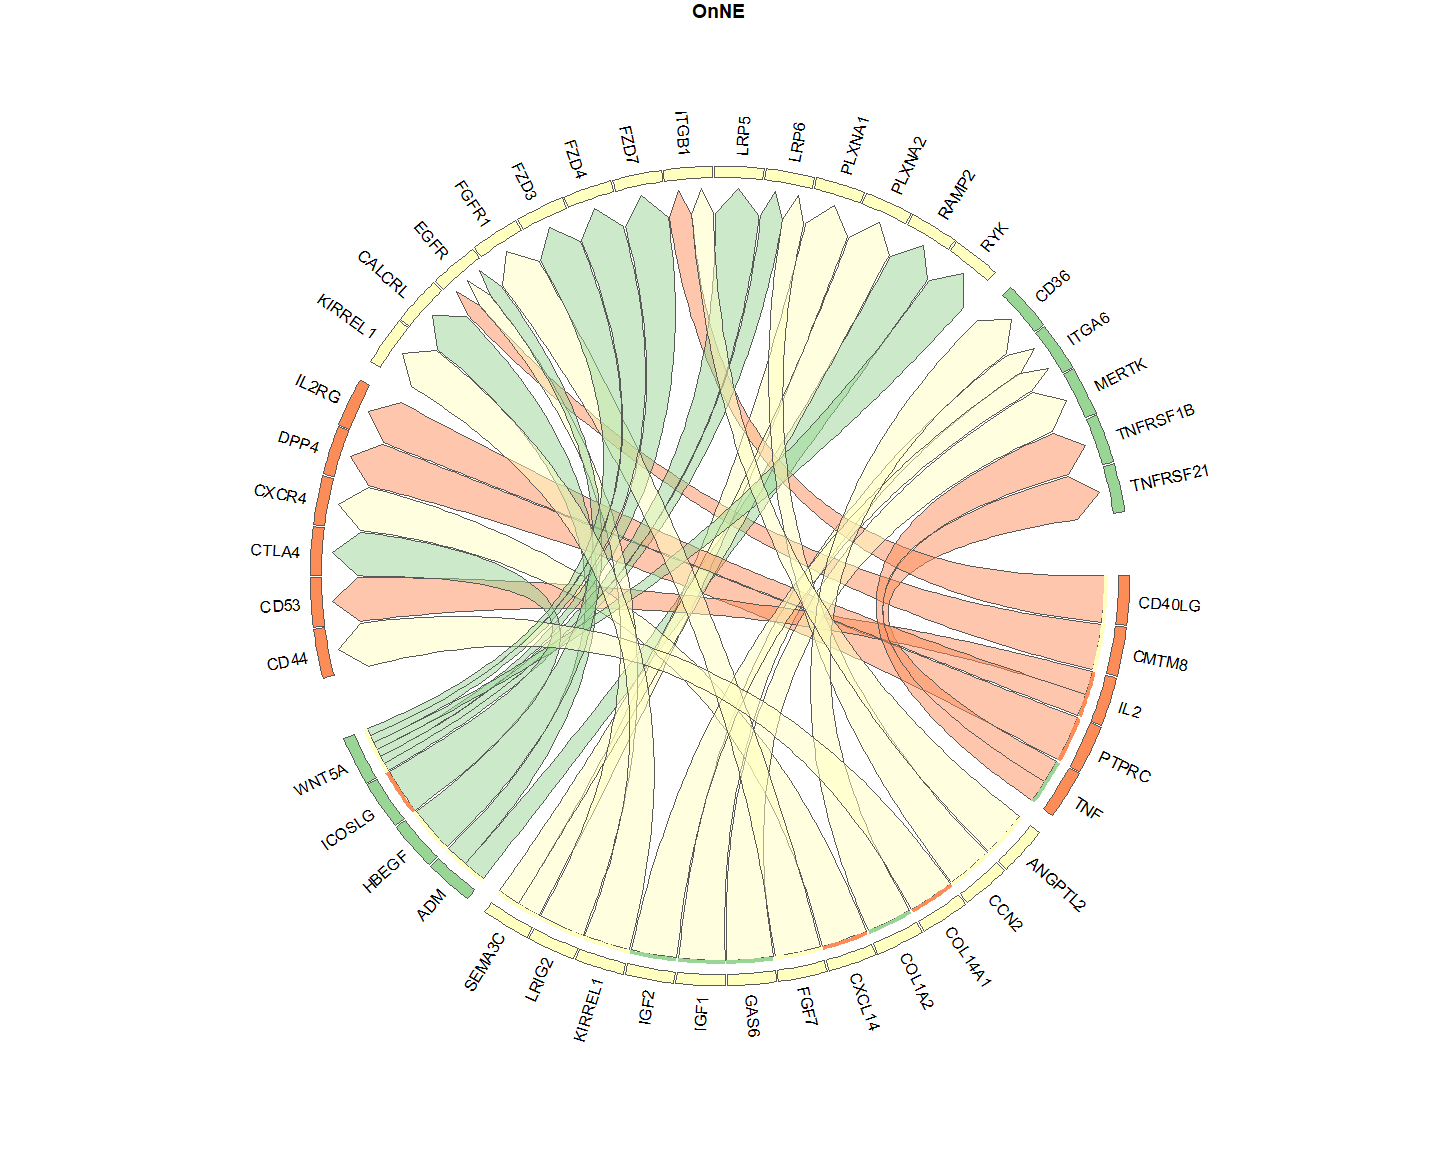 OnNE
KIRREL1
CALCRL
EGFR
FGFR1
FZD3
FZD4
FZD7
ITGB1
LRP5
LRP6
PLXNA1
PLXNA2
RAMP2
RYK
CD36
ITGA6
MERTK
TNFRSF1B
TNFRSF21
CD40LG
CMTM8
IL2
PTPRC
TNF
ANGPTL2
CCN2
COL14A1
COL1A2
CXCL14
FGF7
GAS6
IGF1
IGF2
KIRREL1
LRIG2
SEMA3C
ADM
HBEGF
ICOSLG
WNT5A
CD44
CD53
CTLA4
CXCR4
DPP4
IL2RG